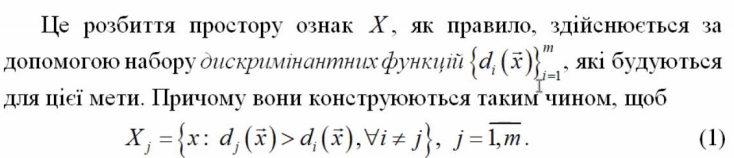 Це розбиття простору ознак X, як правило, здійснюється за
допомогою набору дискримінантних функцій {d_i(x⃗)}_{i=1}^{m}, які будуються
для цієї мети. Причому вони конструюються таким чином, щоб
X_j = {x: d_j(x⃗) > d_i(x⃗), ∀i ≠ j}, j = \overline{1,m}. (1)